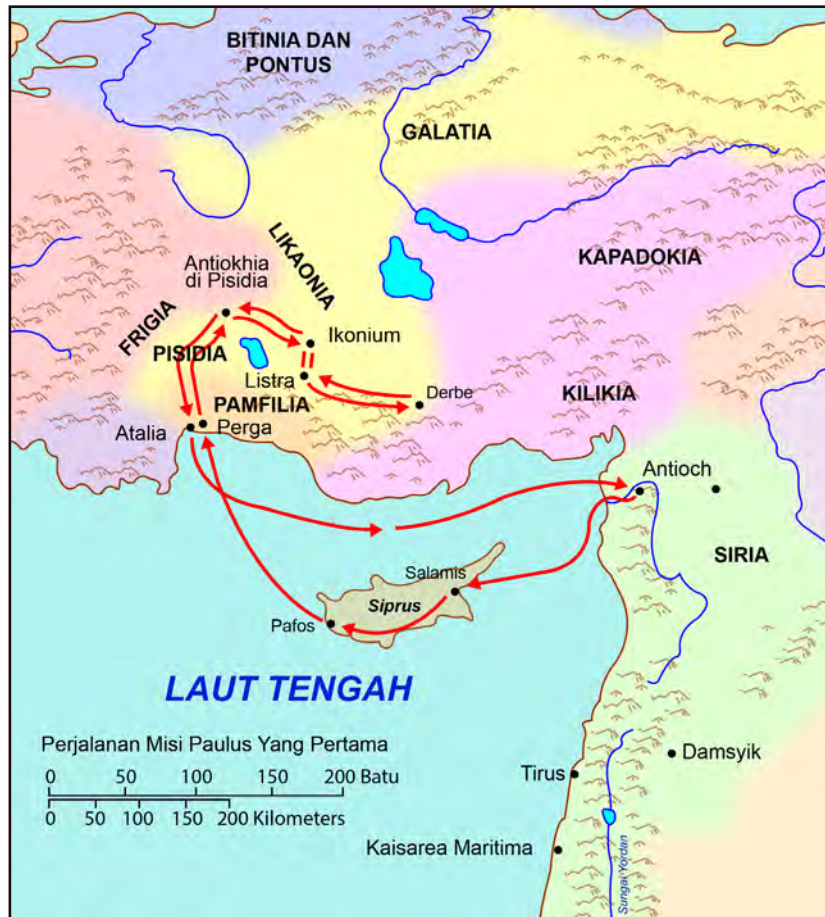 BITINIA DAN
PONTUS
GALATIA
LIKAONIA
KAPADOKIA
Antiokhia
di Pisidia
FRIGIA
PISIDIA
Ikonium
Listra
Derbe
KILIKIA
PAMFILIA
Atalia
Perga
Antioch
SIRIA
Salamis
Siprus
Pafos
LAUT TENGAH
Perjalanan Misi Paulus Yang Pertama
0 50 100 150 200 Batu
0 50 100 150 200 Kilometers
Tirus
Damsyik
Kaisarea Maritima
Sungai Yordan